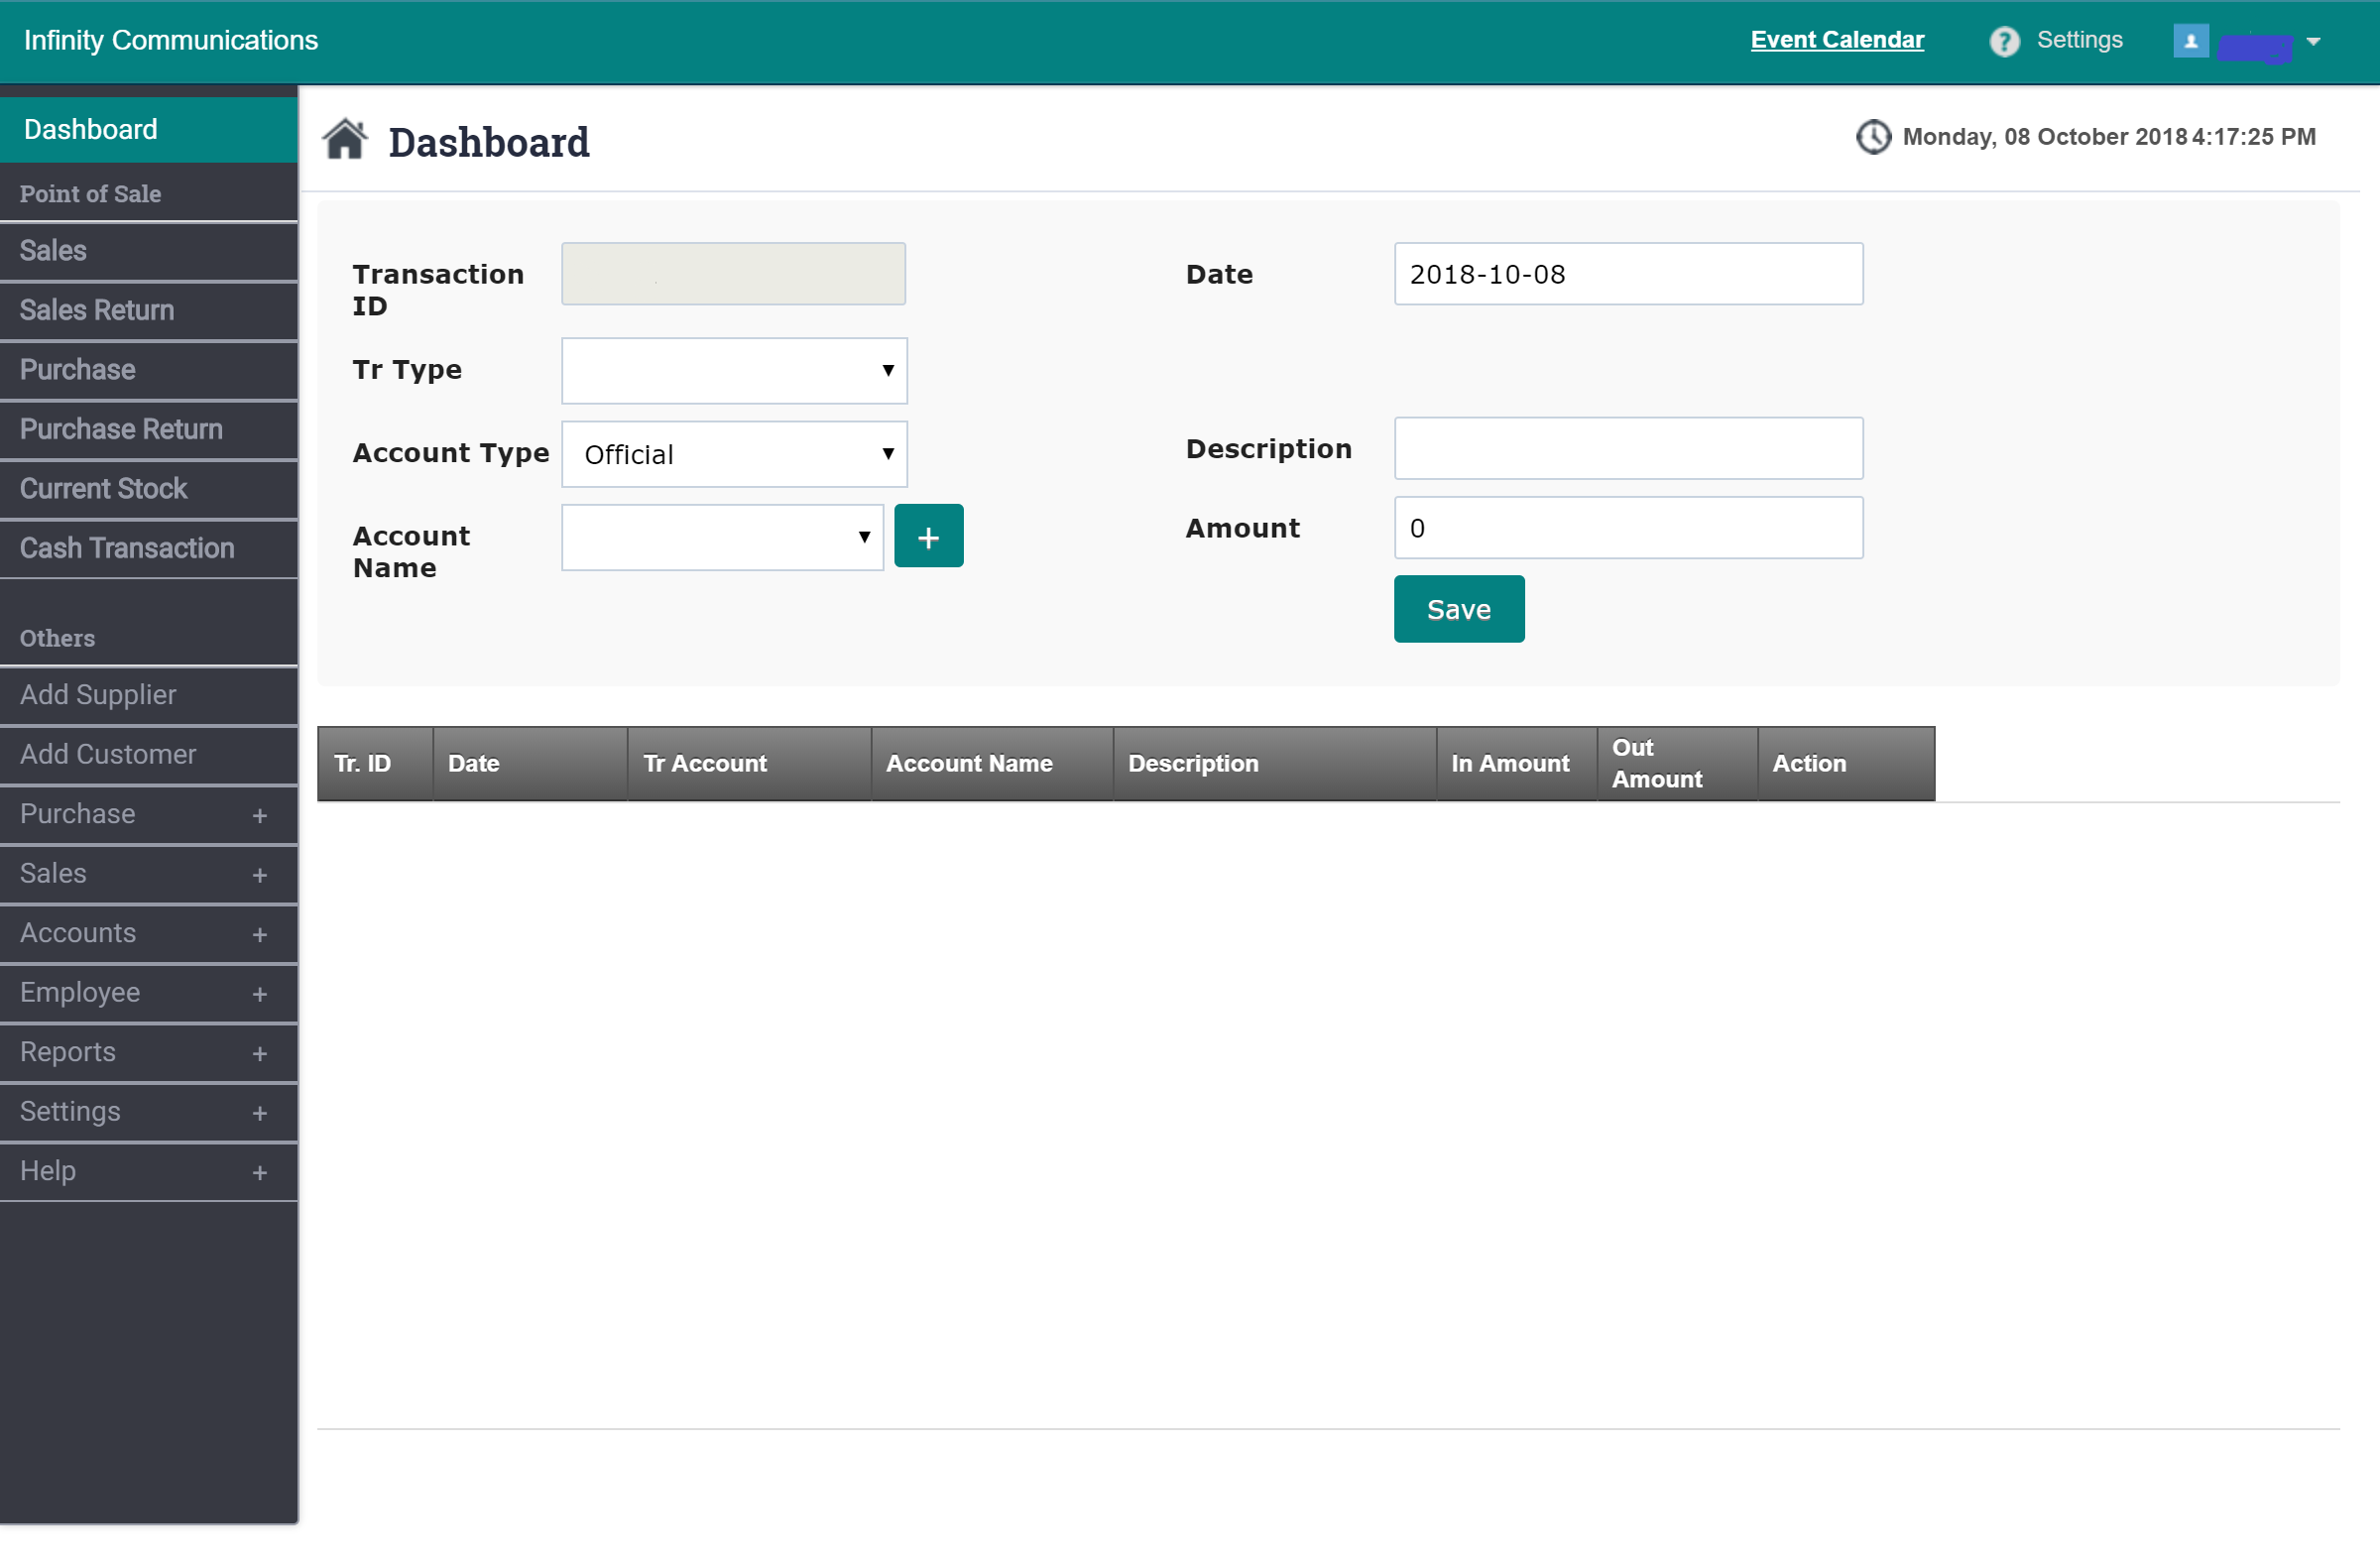 Infinity Communications
Event Calendar
Settings
Dashboard
Point of Sale
Sales
Sales Return
Purchase
Purchase Return
Current Stock
Cash Transaction
Others
Add Supplier
Add Customer
Purchase +
Sales +
Accounts +
Employee +
Reports +
Settings +
Help +
Dashboard
Monday, 08 October 2018 4:17:25 PM
Transaction
ID
Date
2018-10-08
Tr Type
Account Type
Official
Description
Account
Name
+
Amount
0
Save
Tr. ID
Date
Tr Account
Account Name
Description
In Amount
Out
Amount
Action